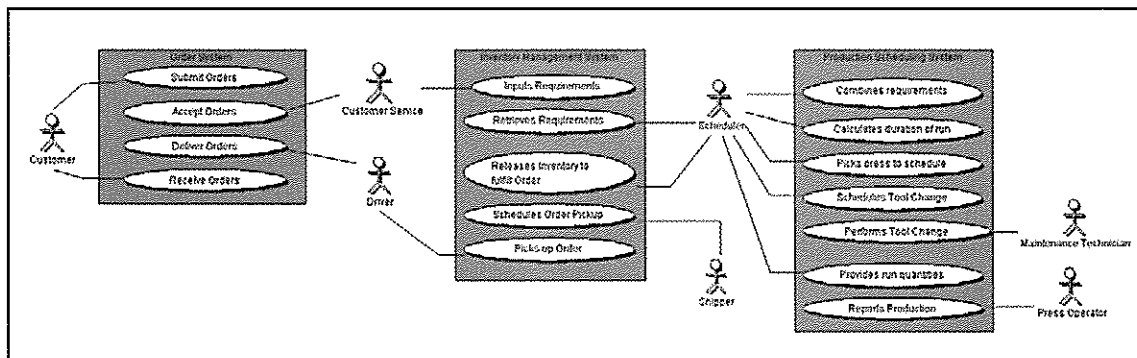 Order System
Submit Orders
Accept Orders
Deliver Orders
Receive Orders
Customer
Customer Service
Driver
Inventory Management System
Inputs Requirements
Retrieves Requirements
Releases Inventory to
fulfill Order
Schedules Order Pickup
Picks up Order
Scheduler
Shipper
Production Scheduling System
Combines requirements
Calculates duration of run
Picks press to schedule
Schedules Tool Change
Performs Tool Change
Provides run quantities
Reports Production
Maintenance Technician
Press Operator